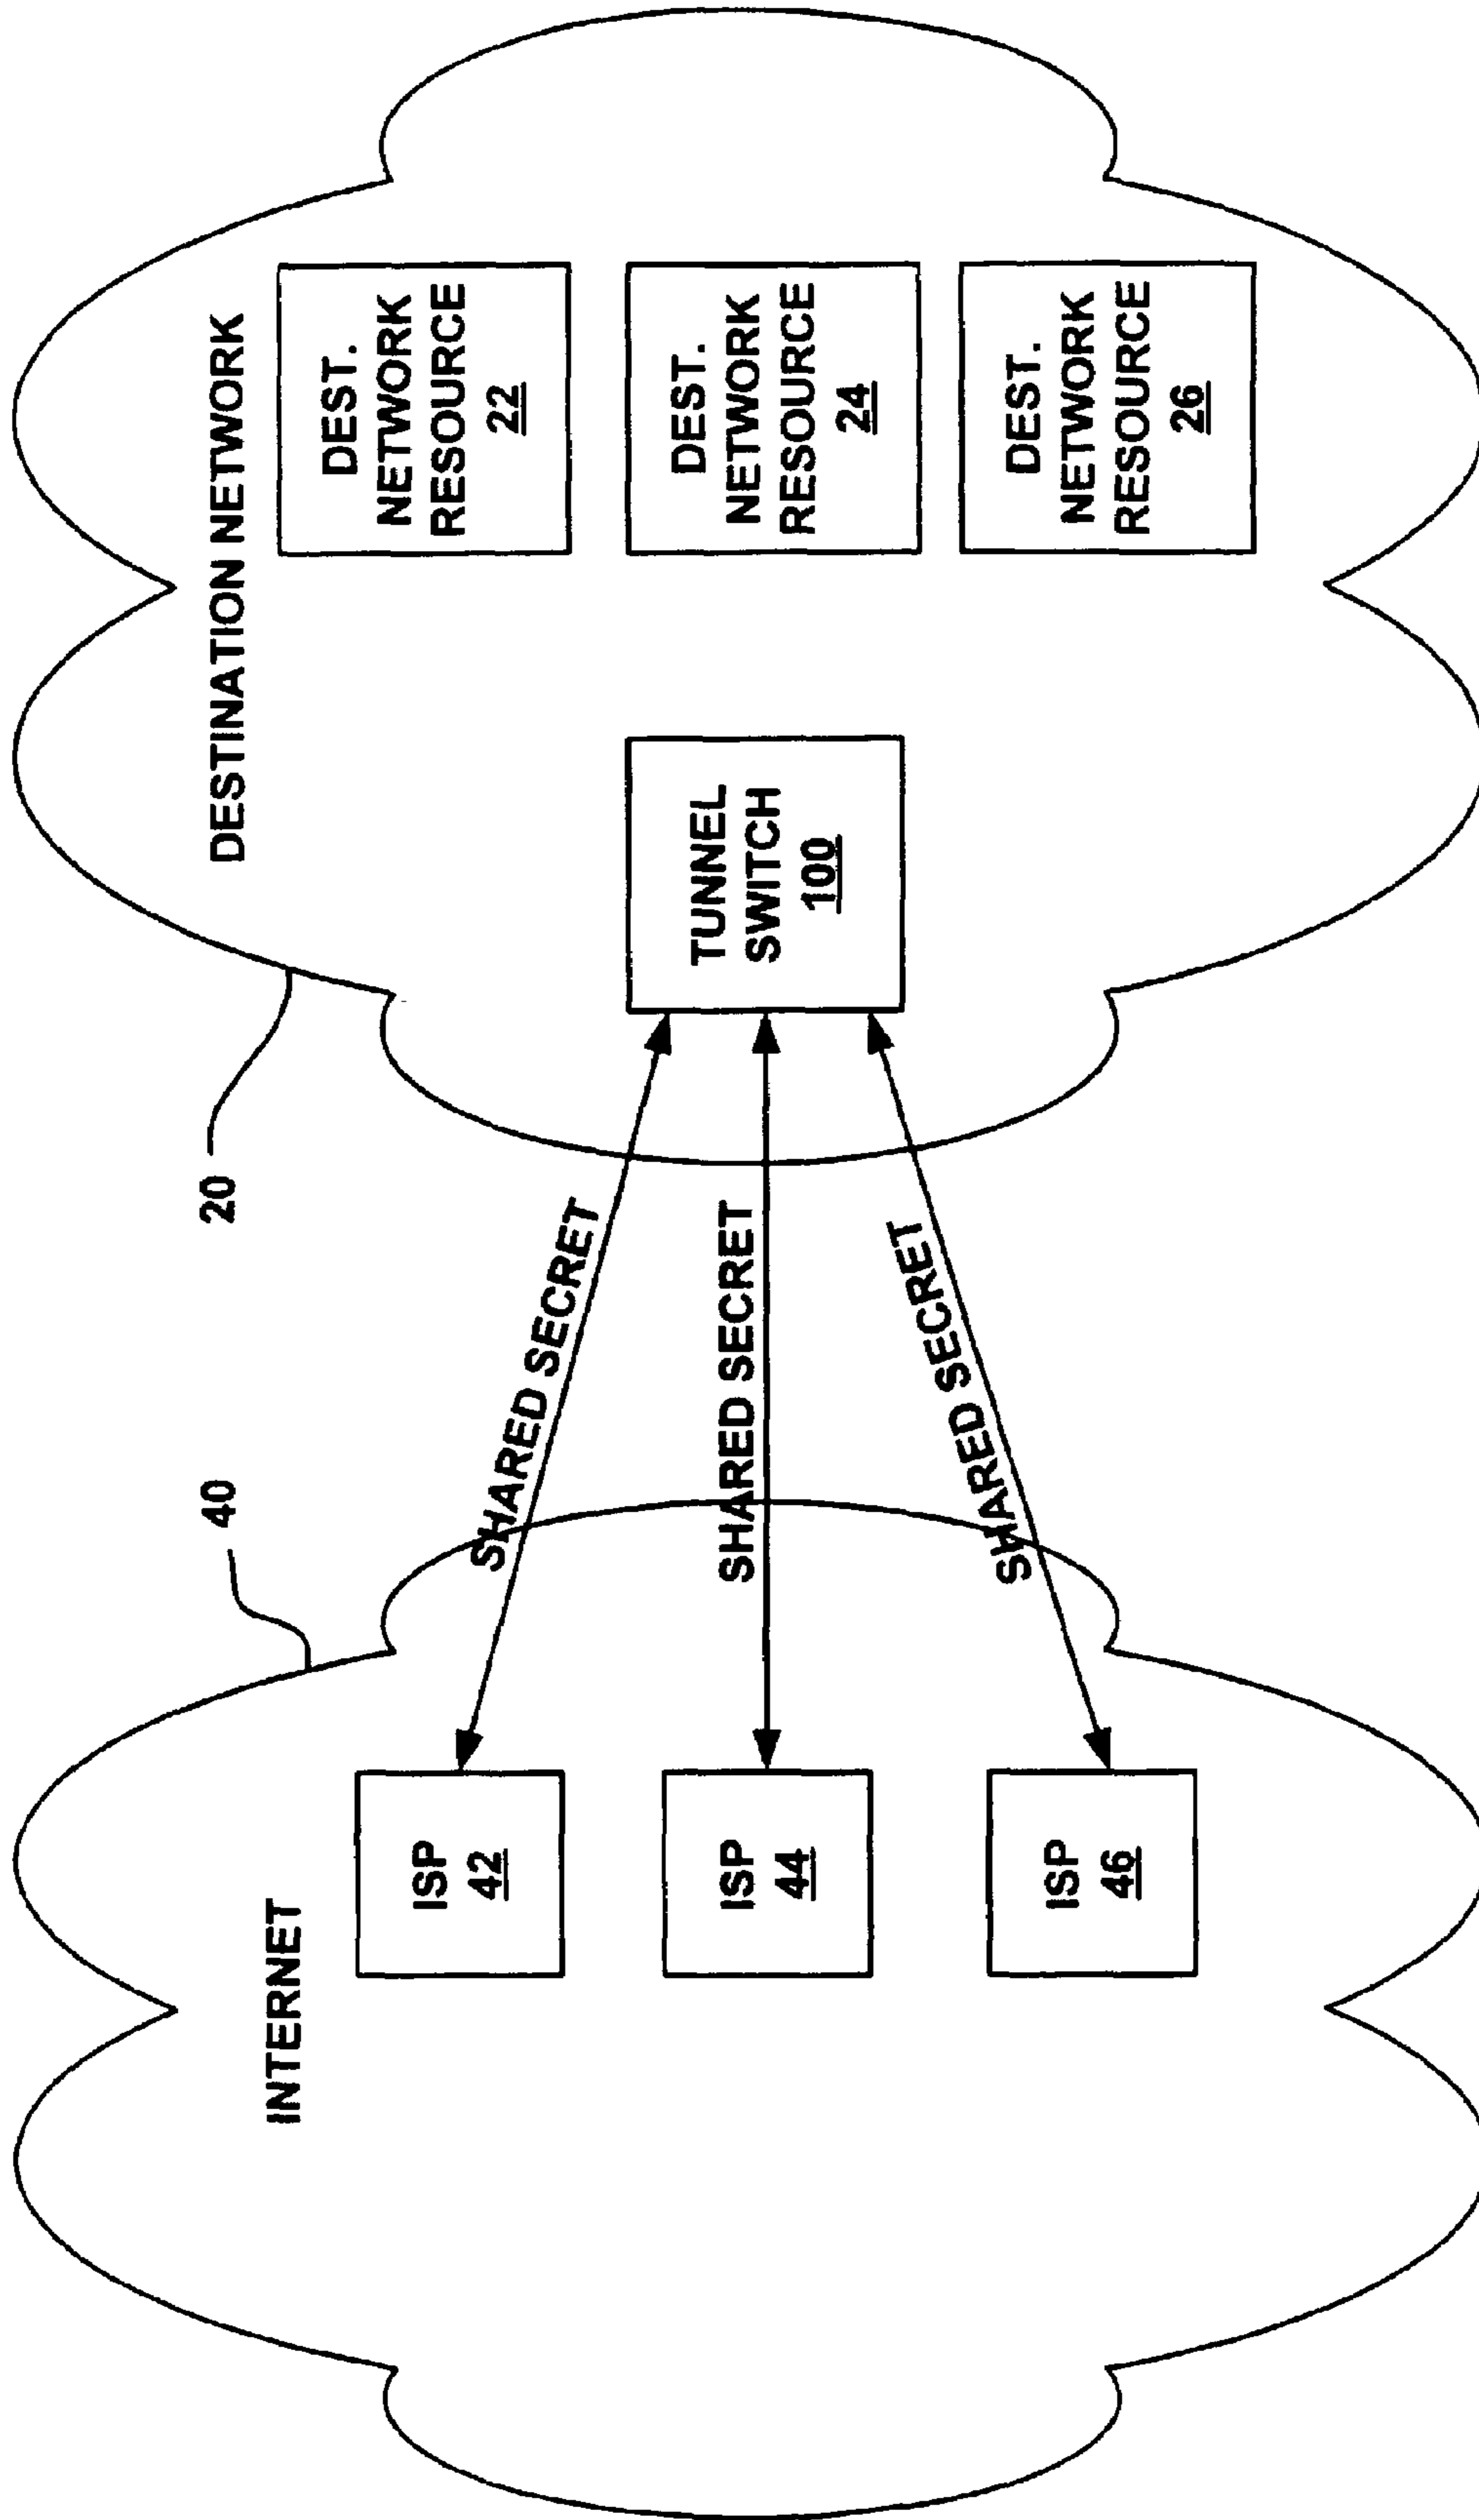 INTERNET
40
ISP
42
ISP
44
ISP
46
SHARED SECRET
SHARED SECRET
SHARED SECRET
20
DESTINATION NETWORK
TUNNEL
SWITCH
100
DEST.
NETWORK
RESOURCE
22
DEST.
NETWORK
RESOURCE
24
DEST.
NETWORK
RESOURCE
26